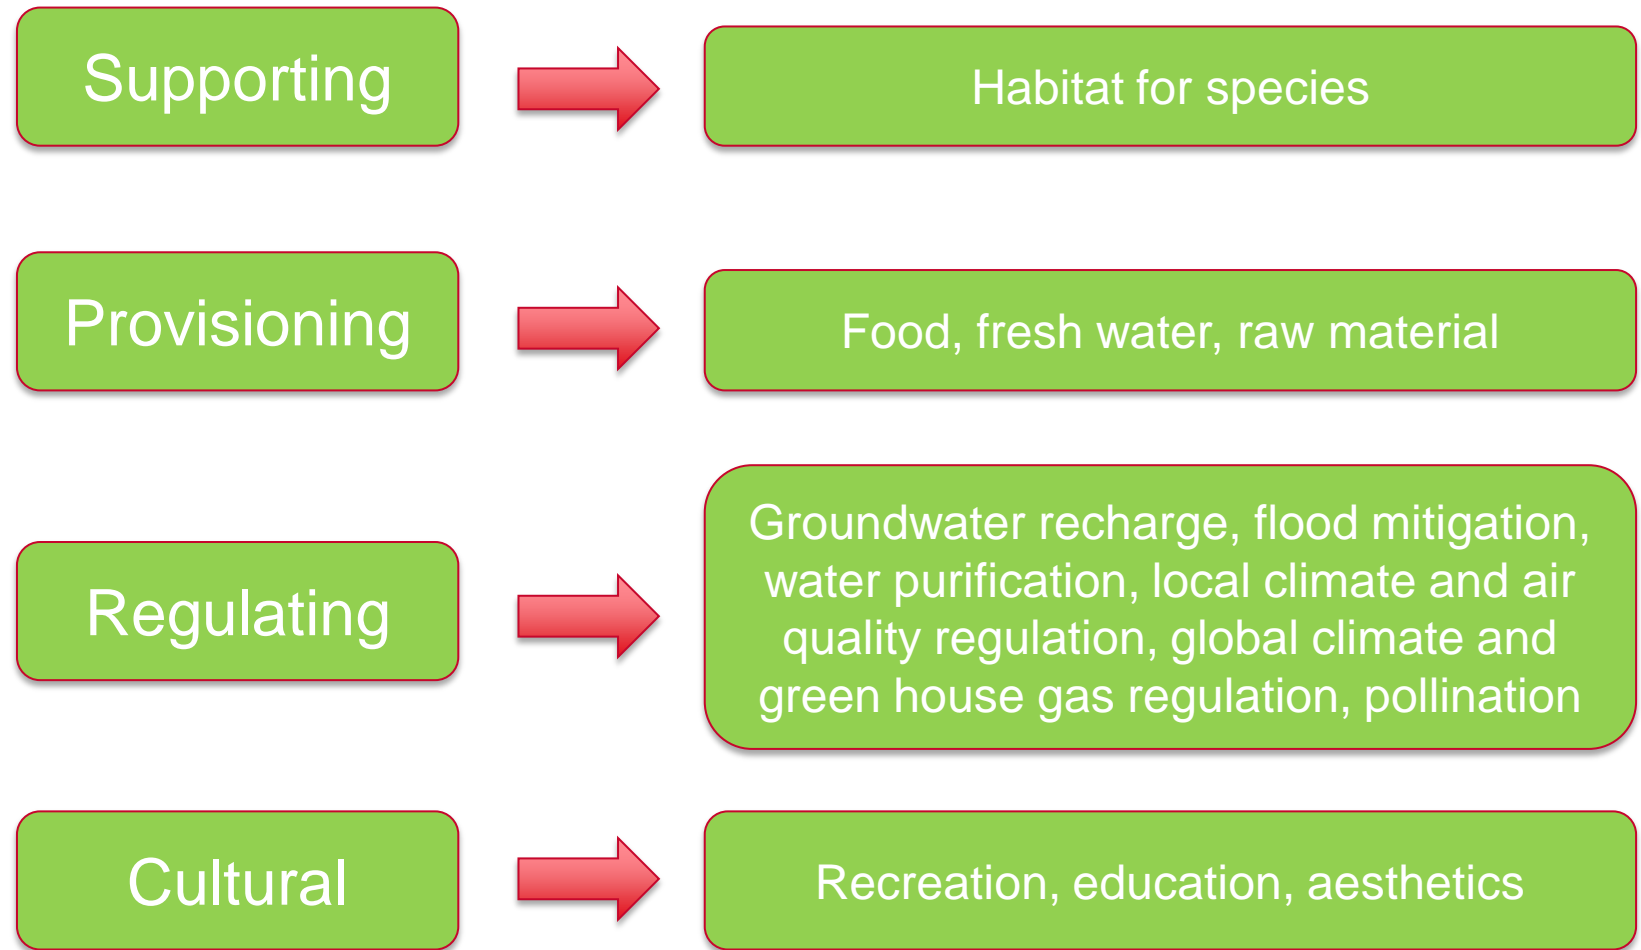 Supporting
Habitat for species
Provisioning
Food, fresh water, raw material
Regulating
Groundwater recharge, flood mitigation,
water purification, local climate and air
quality regulation, global climate and
green house gas regulation, pollination
Cultural
Recreation, education, aesthetics